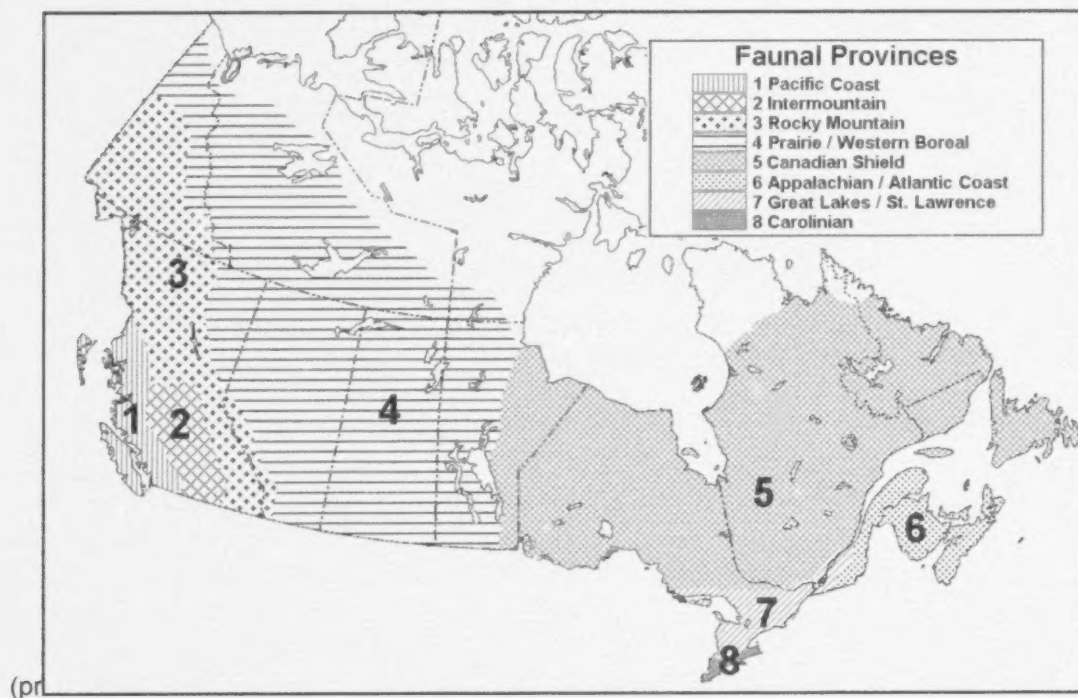 Faunal Provinces
1 Pacific Coast
2 Intermountain
3 Rocky Mountain
4 Prairie / Western Boreal
5 Canadian Shield
6 Appalachian / Atlantic Coast
7 Great Lakes / St. Lawrence
8 Carolinian
3
1
2
4
5
6
7
8
(pr